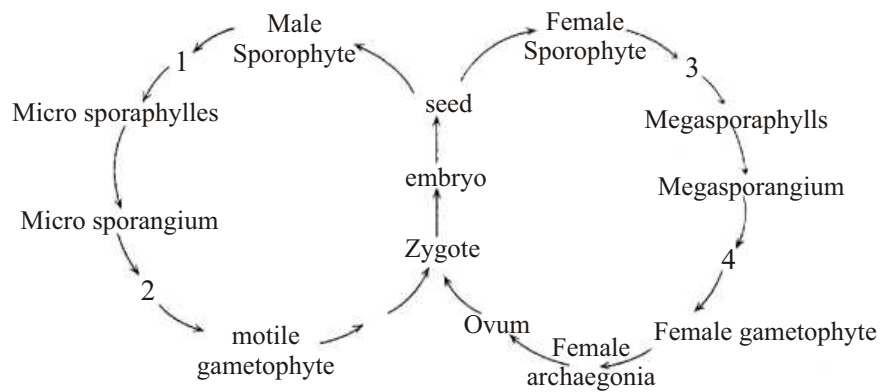 Male
Sporophyte
1
Micro sporaphylles
Micro sporangium
2
motile
gametophyte
seed
embryo
Zygote
Female
Sporophyte
3
Megasporaphylls
Megasporangium
4
Female gametophyte
Female
archaegonia
Ovum